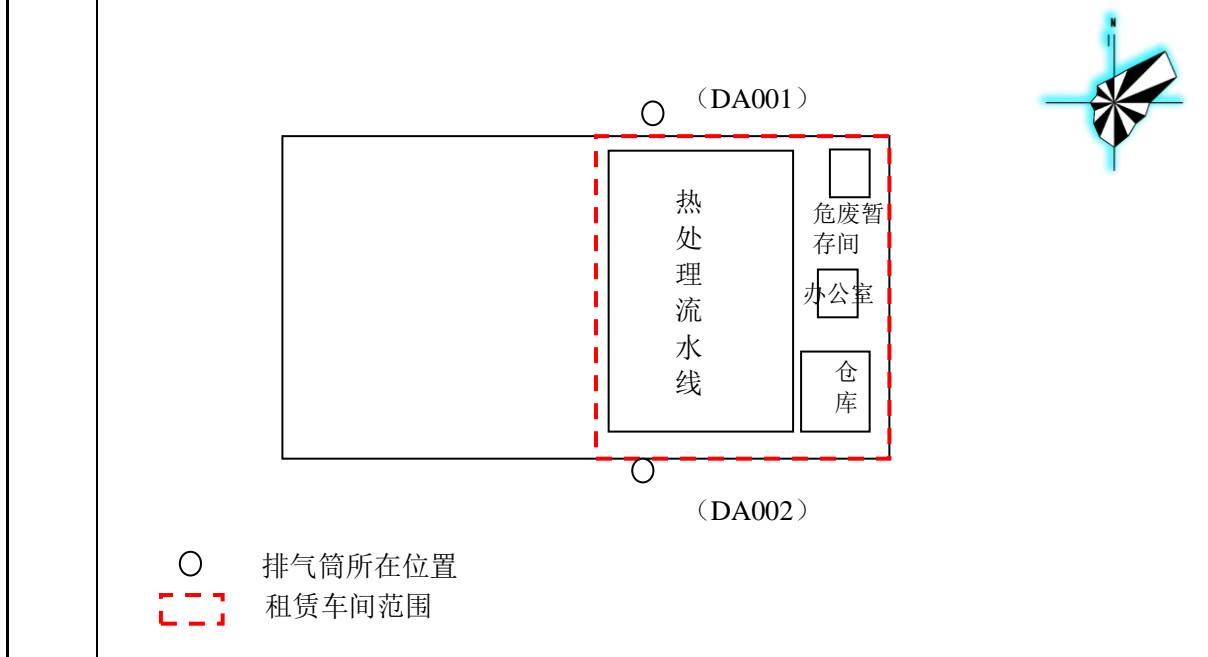 N
（DA001）
热处理流水线
危废暂
存间
办公室
仓
库
（DA002）
排气筒所在位置
租赁车间范围